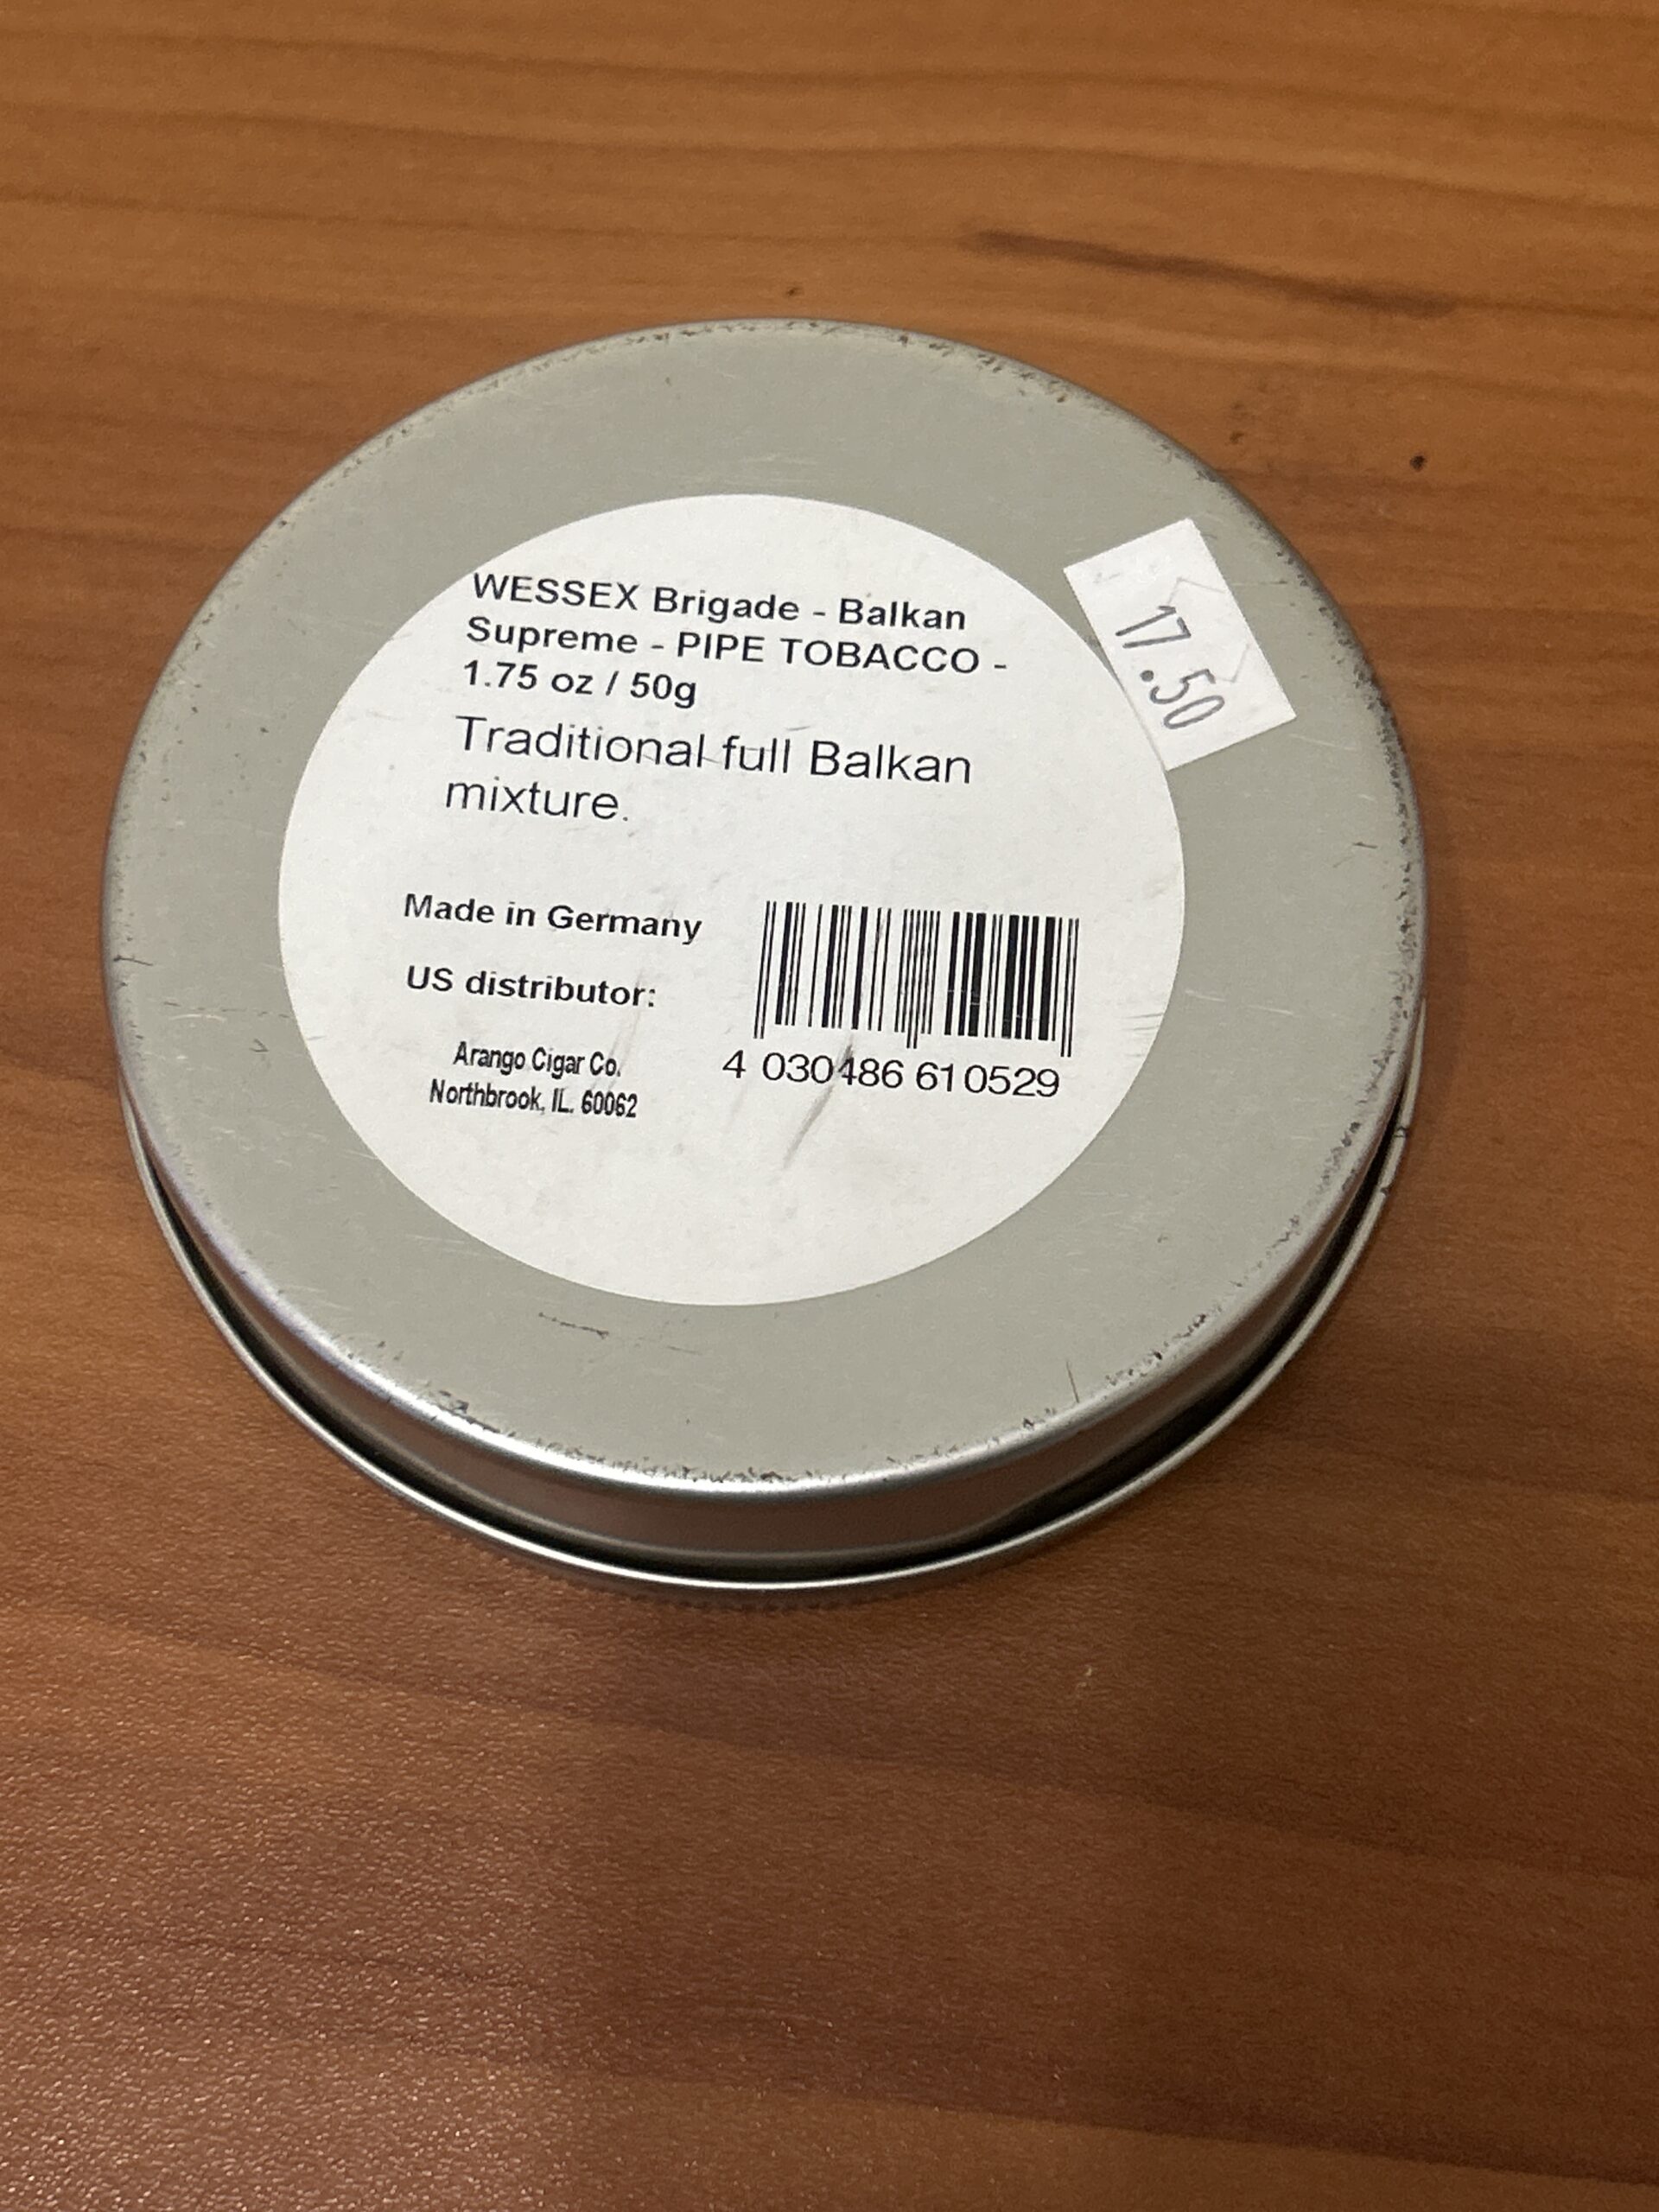 WESSEX Brigade - Balkan
Supreme - PIPE TOBACCO -
1.75 oz / 50g
Traditional full Balkan
mixture.
17.50
Made in Germany
US distributor:
Arango Cigar Co.
Northbrook, IL. 60062
4 030486 610529